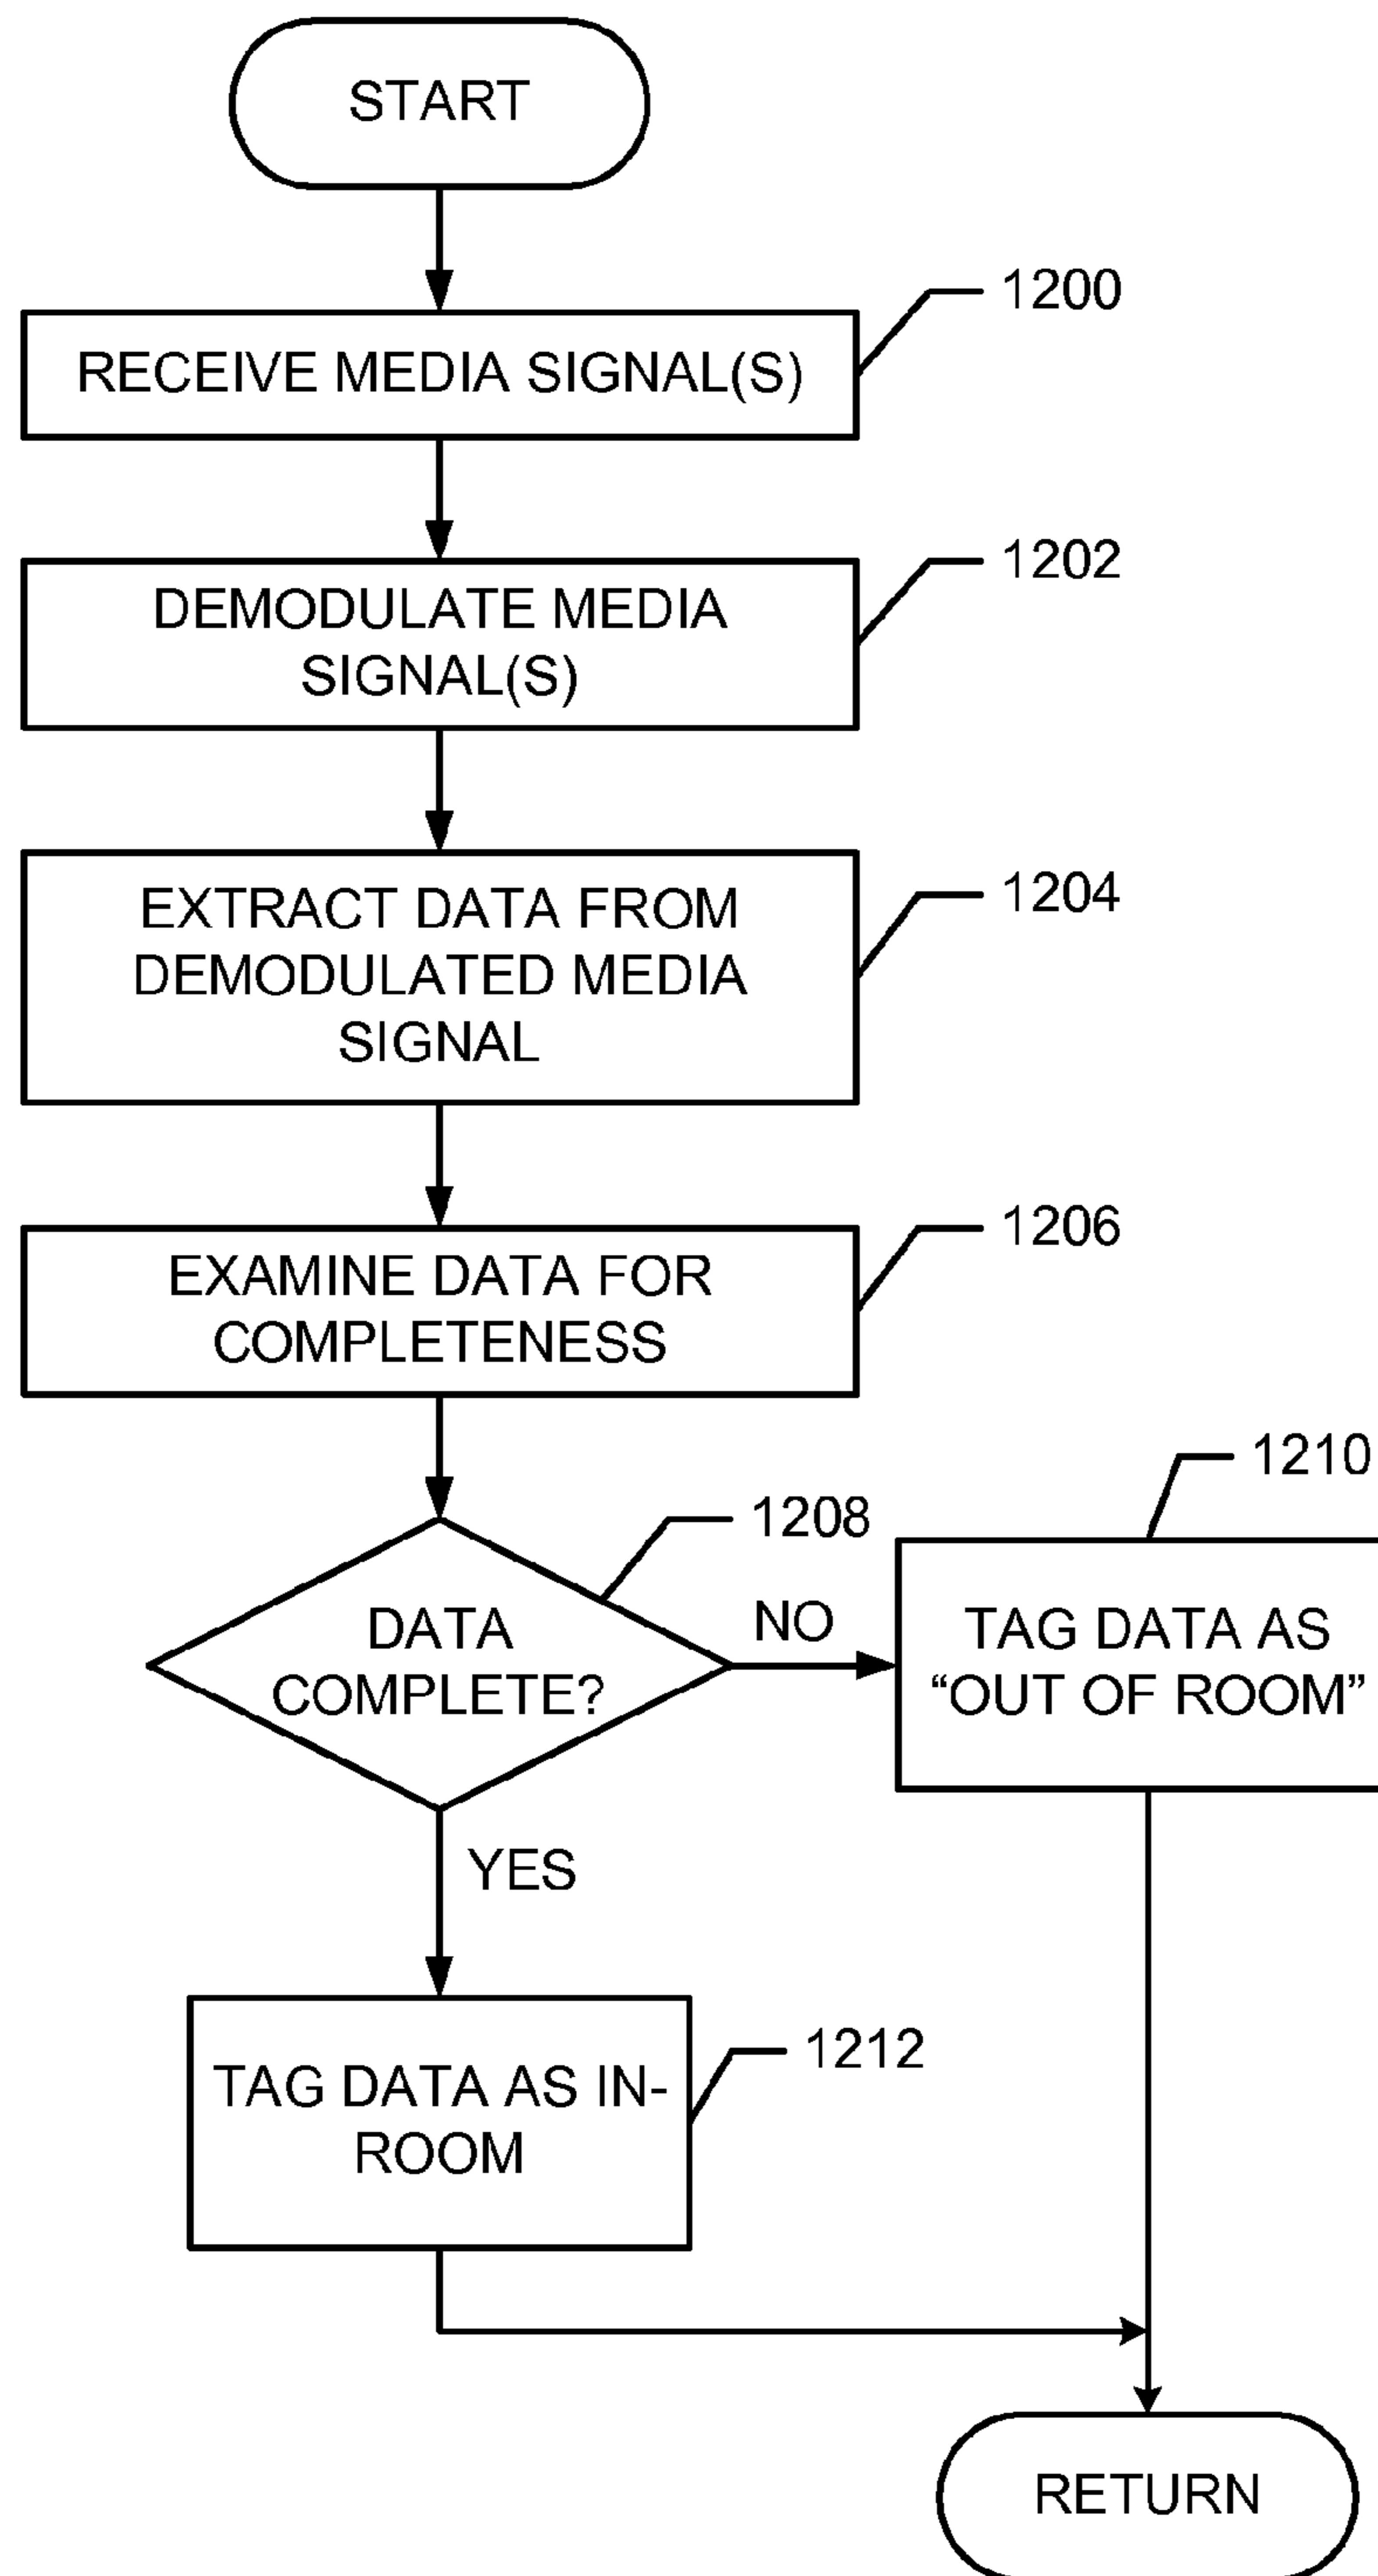 START
1200
RECEIVE MEDIA SIGNAL(S)
1202
DEMODULATE MEDIA
SIGNAL(S)
1204
EXTRACT DATA FROM
DEMODULATED MEDIA
SIGNAL
1206
EXAMINE DATA FOR
COMPLETENESS
1208
DATA
COMPLETE?
NO
1210
TAG DATA AS
“OUT OF ROOM”
YES
1212
TAG DATA AS IN-
ROOM
RETURN